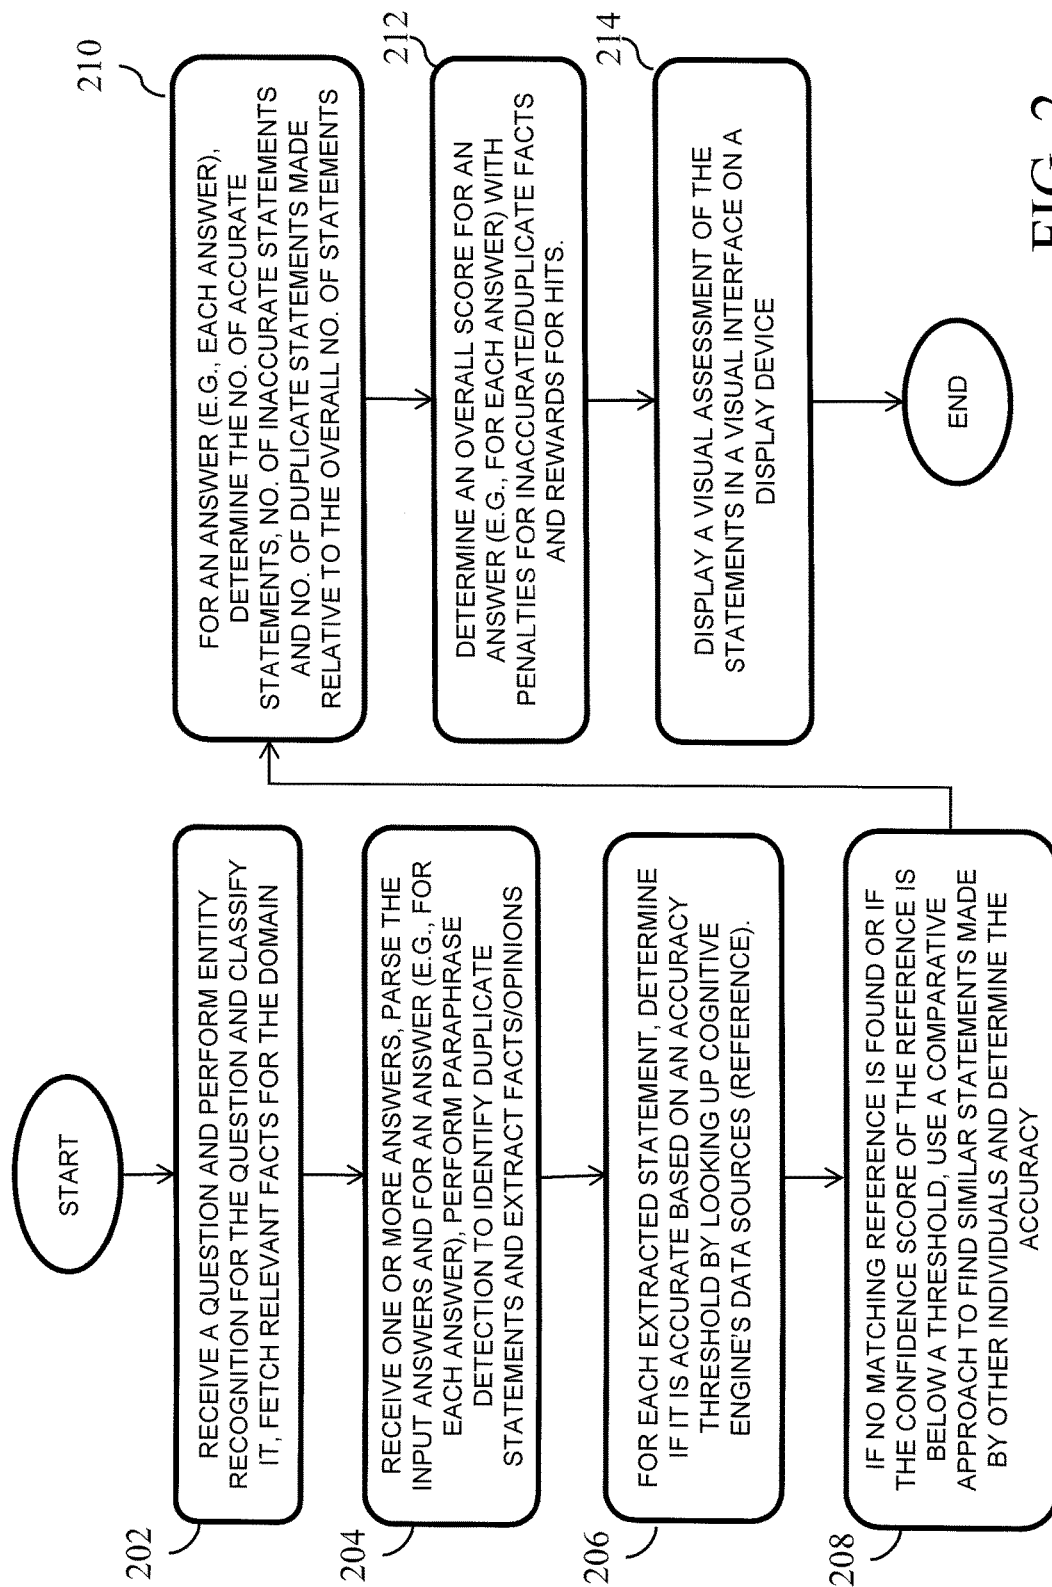 START
202
RECEIVE A QUESTION AND PERFORM ENTITY
RECOGNITION FOR THE QUESTION AND CLASSIFY
IT, FETCH RELEVANT FACTS FOR THE DOMAIN
204
RECEIVE ONE OR MORE ANSWERS, PARSE THE
INPUT ANSWERS AND FOR AN ANSWER (E.G., FOR
EACH ANSWER), PERFORM PARAPHRASE
DETECTION TO IDENTIFY DUPLICATE
STATEMENTS AND EXTRACT FACTS/OPINIONS
206
FOR EACH EXTRACTED STATEMENT, DETERMINE
IF IT IS ACCURATE BASED ON AN ACCURACY
THRESHOLD BY LOOKING UP COGNITIVE
ENGINE'S DATA SOURCES (REFERENCE).
208
IF NO MATCHING REFERENCE IS FOUND OR IF
THE CONFIDENCE SCORE OF THE REFERENCE IS
BELOW A THRESHOLD, USE A COMPARATIVE
APPROACH TO FIND SIMILAR STATEMENTS MADE
BY OTHER INDIVIDUALS AND DETERMINE THE
ACCURACY
210
FOR AN ANSWER (E.G., EACH ANSWER),
DETERMINE THE NO. OF ACCURATE
STATEMENTS, NO. OF INACCURATE STATEMENTS
AND NO. OF DUPLICATE STATEMENTS MADE
RELATIVE TO THE OVERALL NO. OF STATEMENTS
212
DETERMINE AN OVERALL SCORE FOR AN
ANSWER (E.G., FOR EACH ANSWER) WITH
PENALTIES FOR INACCURATE/DUPLICATE FACTS
AND REWARDS FOR HITS.
214
DISPLAY A VISUAL ASSESSMENT OF THE
STATEMENTS IN A VISUAL INTERFACE ON A
DISPLAY DEVICE
END
FIG. 2